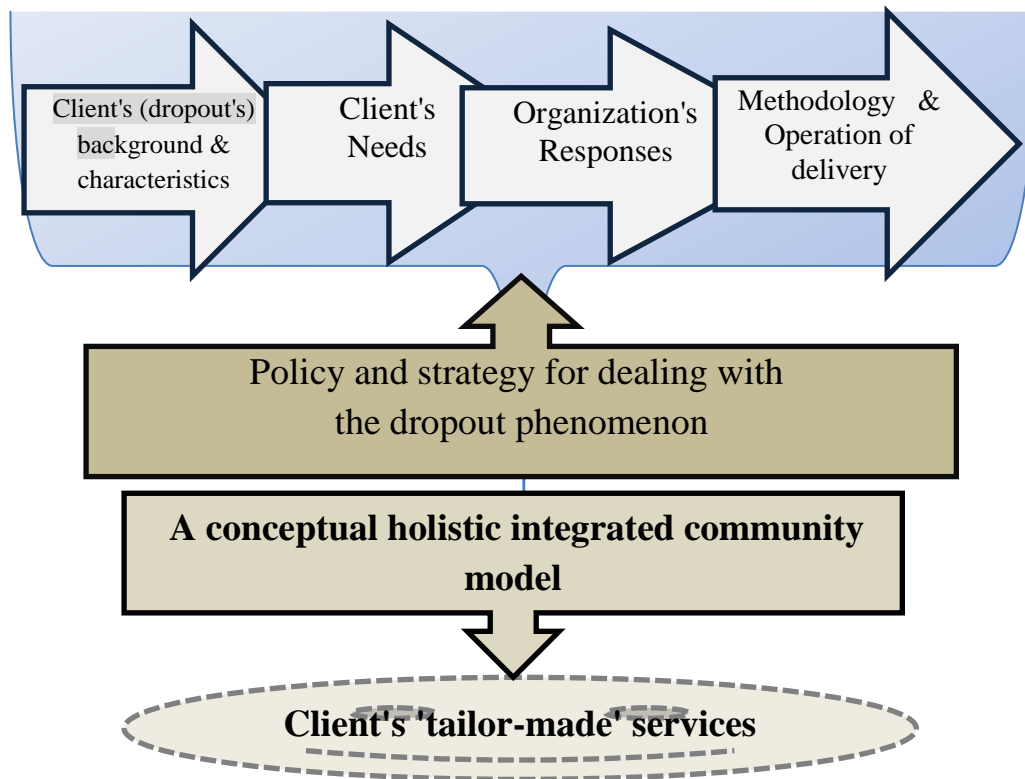 Client's (dropout's)
background &
characteristics
Client's
Needs
Organization's
Responses
Methodology &
Operation of
delivery
Policy and strategy for dealing with
the dropout phenomenon
A conceptual holistic integrated community
model
Client's 'tailor-made' services